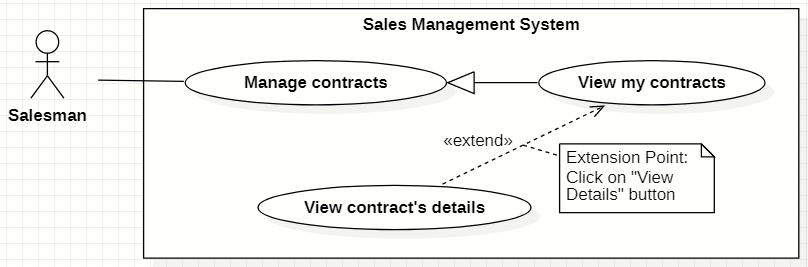 Sales Management System
Salesman
Manage contracts
View my contracts
«extend»
Extension Point:
Click on "View
Details" button
View contract's details